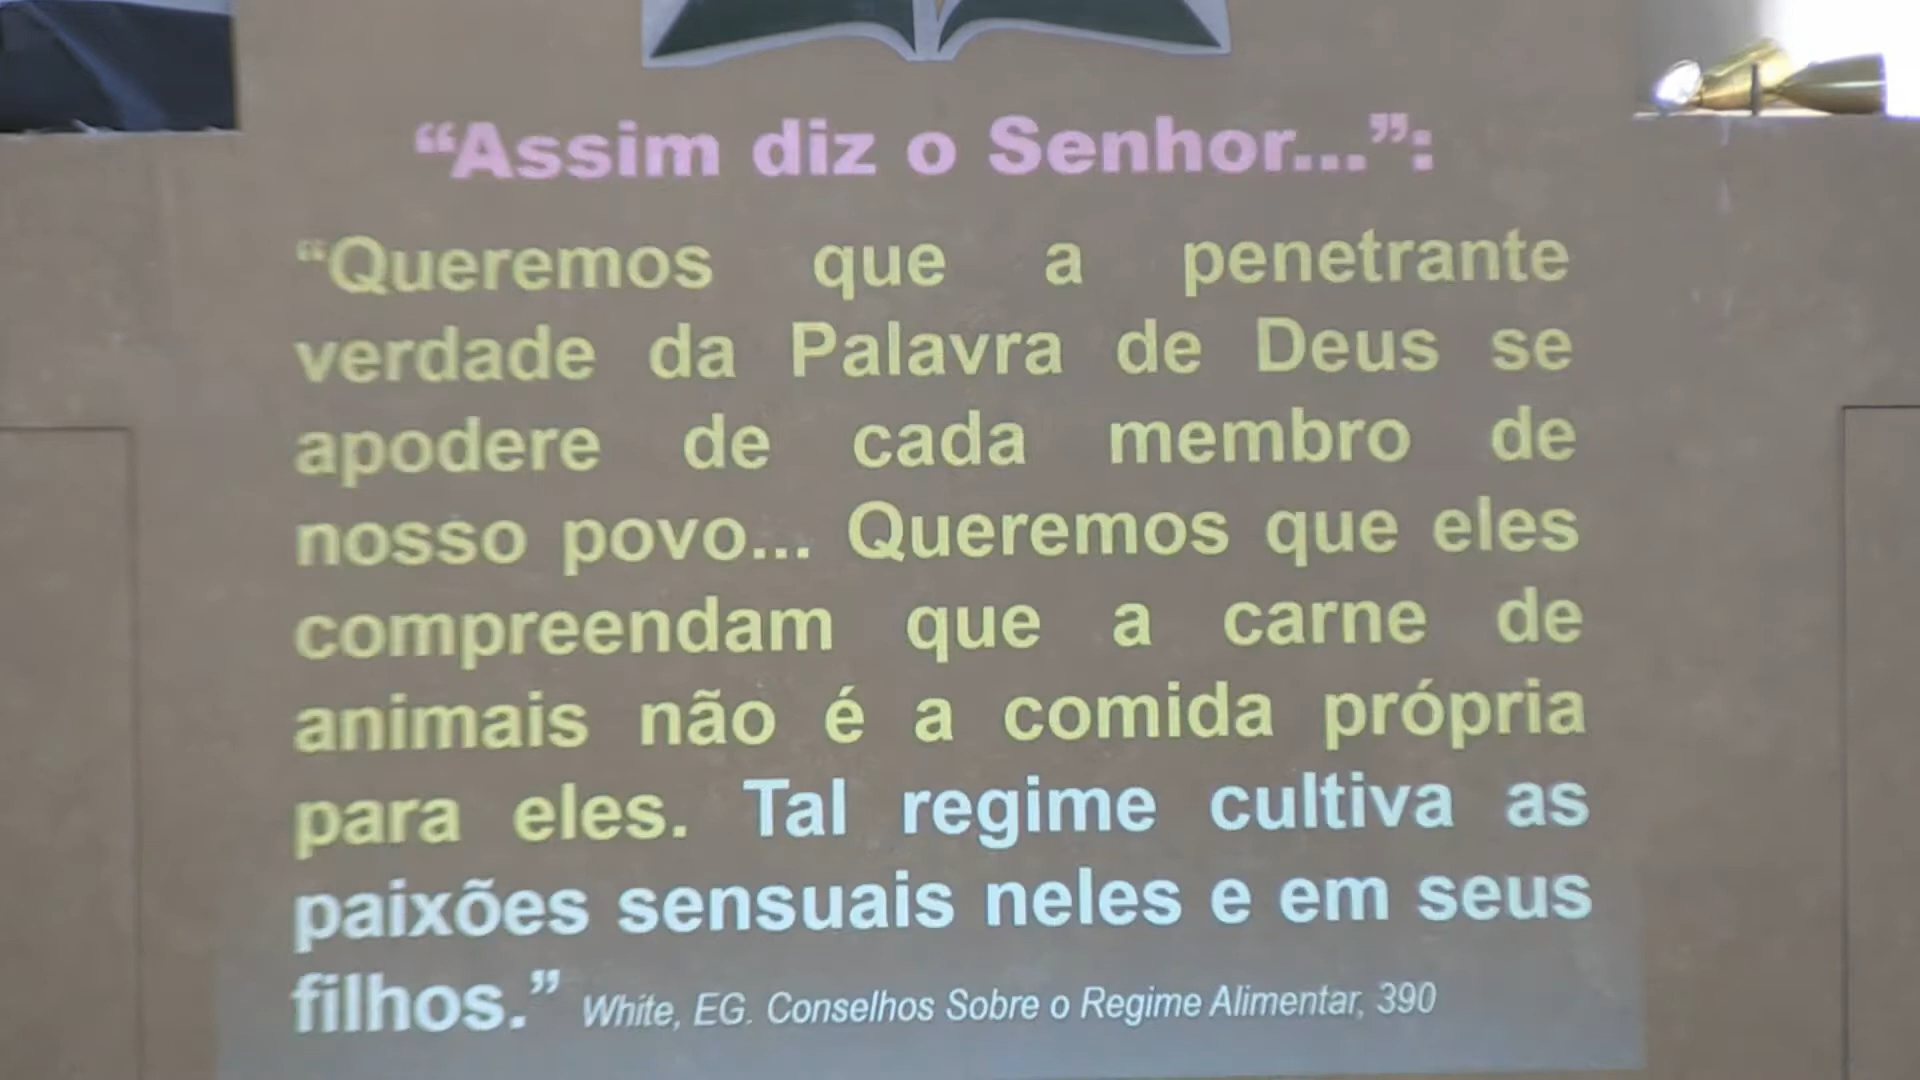 “Assim diz o Senhor...”:
“Queremos que a penetrante
verdade da Palavra de Deus se
apodere de cada membro de
nosso povo... Queremos que eles
compreendam que a carne de
animais não é a comida própria
para eles. Tal regime cultiva as
paixões sensuais neles e em seus
filhos.” White, EG. Conselhos Sobre o Regime Alimentar, 390